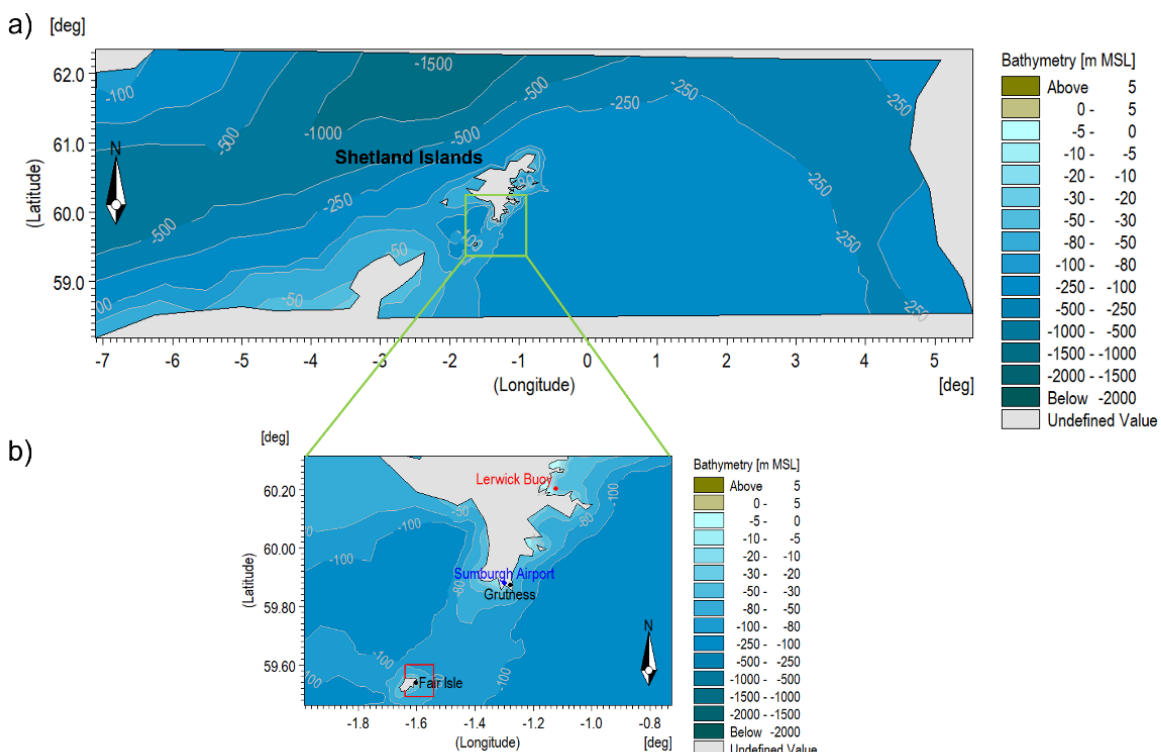 a)
[deg]
62.0
61.0
60.0
59.0
(Latitude)
N
-100
-500
-1500
-1000
-500
-500
-250
-250
-250
-500
-250
-250
-250
-50
-50
Shetland Islands
-7 -6 -5 -4 -3 -2 -1 0 1 2 3 4 5
(Longitude)
[deg]
Bathymetry [m MSL]
Above 5
0 - 5
-5 - 0
-10 - -5
-20 - -10
-30 - -20
-50 - -30
-80 - -50
-100 - -80
-250 - -100
-500 - -250
-1000 - -500
-1500 - -1000
-2000 - -1500
Below -2000
Undefined Value
b)
[deg]
60.20
60.00
59.80
59.60
(Latitude)
Lerwick Buoy
-100
-80
-50
-100
-100
-80
Sumburgh Airport
Grutness
-100
-100
-100
Fair Isle
N
-1.8 -1.6 -1.4 -1.2 -1.0 -0.8
(Longitude)
[deg]
Bathymetry [m MSL]
Above 5
0 - 5
-5 - 0
-10 - -5
-20 - -10
-30 - -20
-50 - -30
-80 - -50
-100 - -80
-250 - -100
-500 - -250
-1000 - -500
-1500 - -1000
-2000 - -1500
Below -2000
Undefined Value